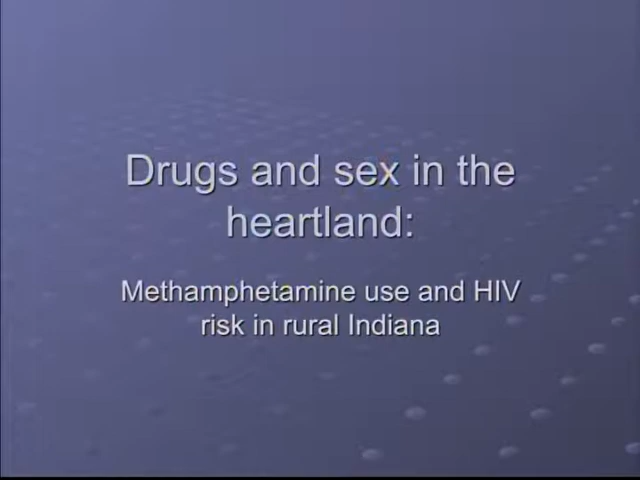 Drugs and sex in the
heartland:
Methamphetamine use and HIV
risk in rural Indiana